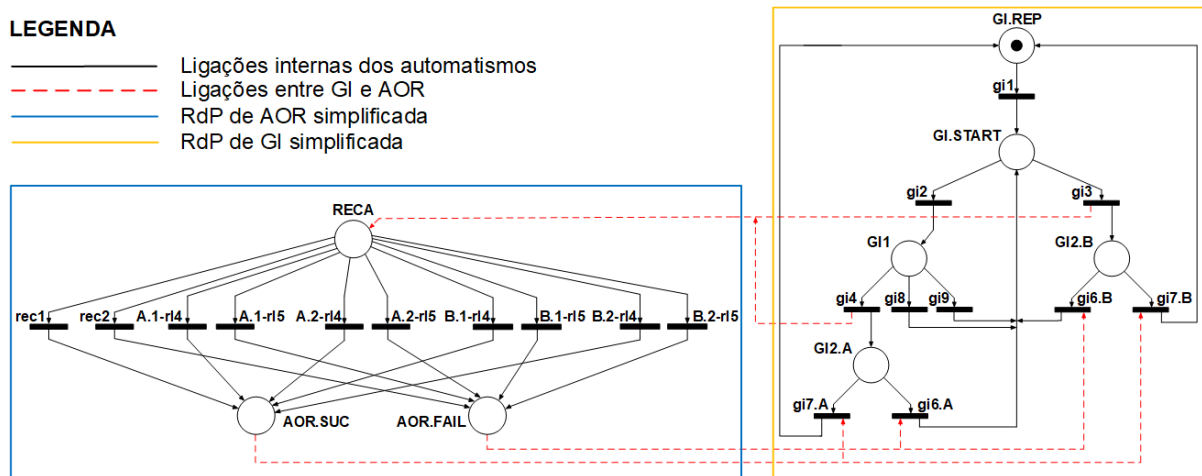 LEGENDA
Ligações internas dos automatismos
Ligações entre GI e AOR
RdP de AOR simplificada
RdP de GI simplificada
GI.REP
gi1
GI.START
gi2
gi3
RECA
GI1
GI2.B
gi4
gi8
gi9
gi6.B
gi7.B
rec1
rec2
A.1-rl4
A.1-rl5
A.2-rl4
A.2-rl5
B.1-rl4
B.1-rl5
B.2-rl4
B.2-rl5
GI2.A
gi7.A
gi6.A
AOR.SUC
AOR.FAIL